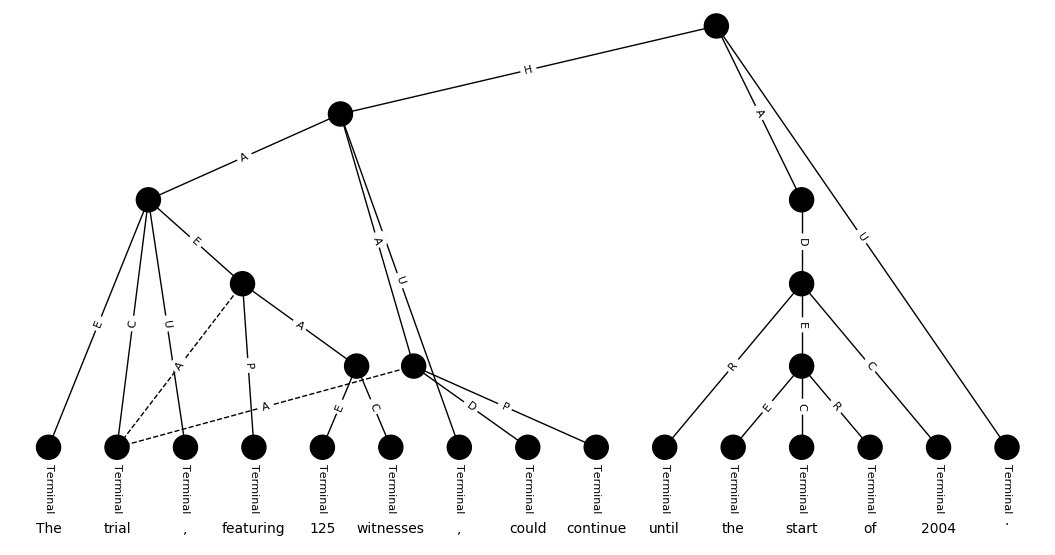 H
A
A
E
A
U
U
D
E
C
U
A
P
A
E
R
E
C
A
E
C
D
P
E
C
R
Terminal Terminal Terminal Terminal Terminal Terminal Terminal Terminal Terminal Terminal Terminal Terminal Terminal Terminal Terminal
The trial , featuring 125 witnesses , could continue until the start of 2004 .